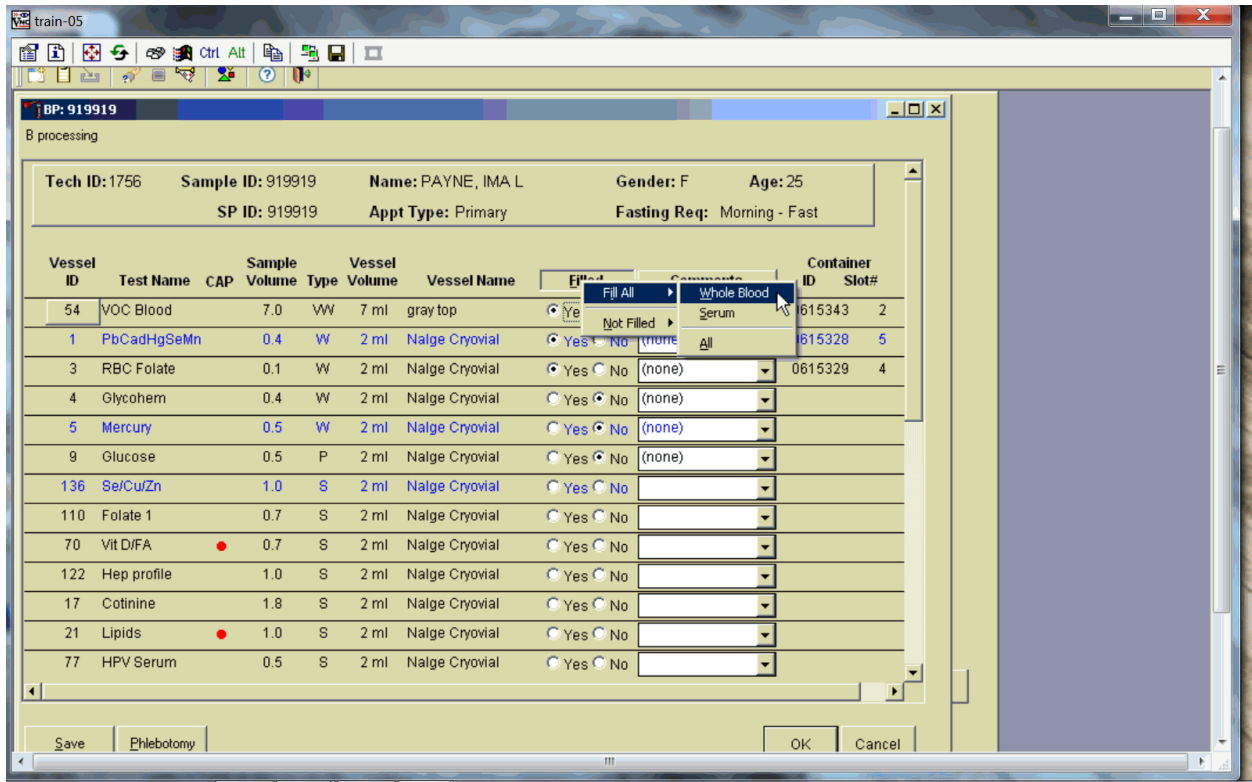 train-05
Ctrl Alt
BP: 919919
B processing
Tech ID: 1756 Sample ID: 919919 Name: PAYNE, IMA L Gender: F Age: 25
SP ID: 919919 Appt Type: Primary Fasting Req: Morning - Fast
Vessel Sample Vessel Container
ID Test Name CAP Volume Type Volume Vessel Name Filled Comments ID Slot#
Fill All Whole Blood
Not Filled Serum
All
54 VOC Blood 7.0 W 7 ml gray top 615343 2
1 PbCadHgSeMn 0.4 W 2 ml Nalge Cryovial Yes No (none) 615328 5
3 RBC Folate 0.1 W 2 ml Nalge Cryovial Yes No (none) 0615329 4
4 Glycohem 0.4 W 2 ml Nalge Cryovial Yes No (none)
5 Mercury 0.5 W 2 ml Nalge Cryovial Yes No (none)
9 Glucose 0.5 P 2 ml Nalge Cryovial Yes No (none)
136 Se/Cu/Zn 1.0 S 2 ml Nalge Cryovial Yes No
110 Folate 1 0.7 S 2 ml Nalge Cryovial Yes No
70 Vit D/FA 0.7 S 2 ml Nalge Cryovial Yes No
122 Hep profile 1.0 S 2 ml Nalge Cryovial Yes No
17 Cotinine 1.8 S 2 ml Nalge Cryovial Yes No
21 Lipids 1.0 S 2 ml Nalge Cryovial Yes No
77 HPV Serum 0.5 S 2 ml Nalge Cryovial Yes No
Save Phlebotomy OK Cancel